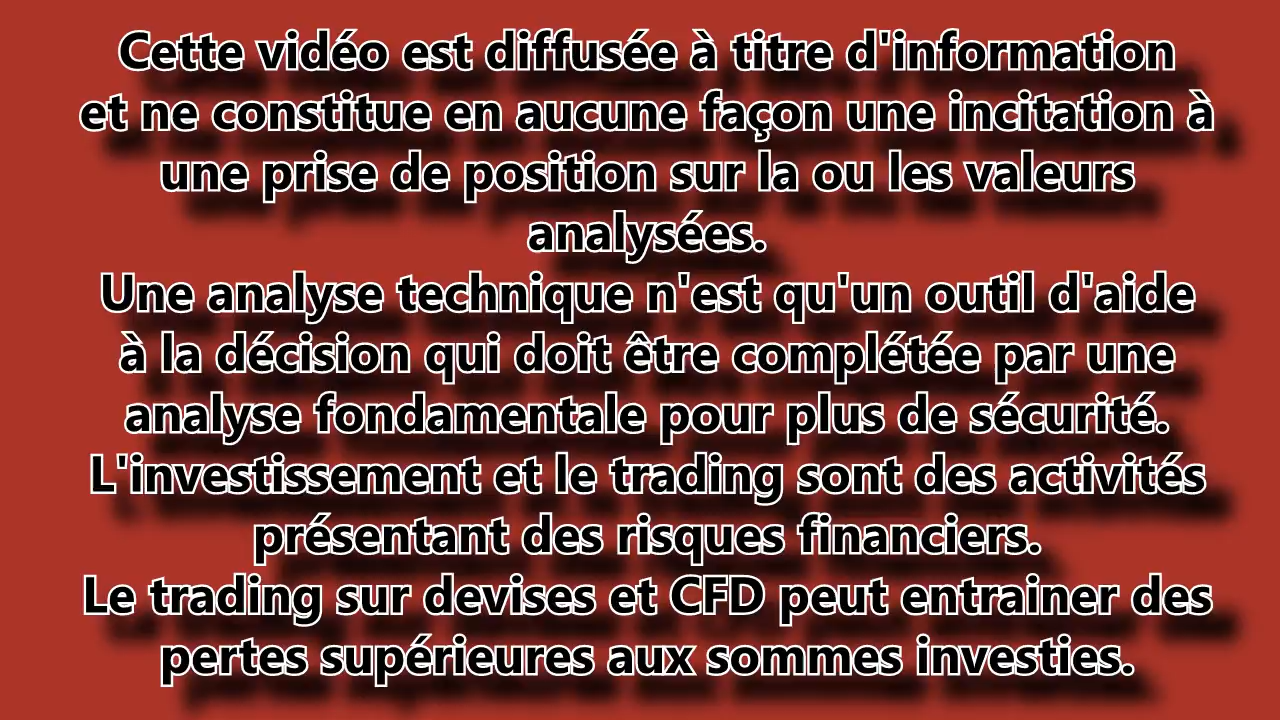 Cette vidéo est diffusée à titre d'information
et ne constitue en aucune façon une incitation à
une prise de position sur la ou les valeurs
analysées.
Une analyse technique n'est qu'un outil d'aide
à la décision qui doit être complétée par une
analyse fondamentale pour plus de sécurité.
L'investissement et le trading sont des activités
présentant des risques financiers.
Le trading sur devises et CFD peut entrainer des
pertes supérieures aux sommes investies.